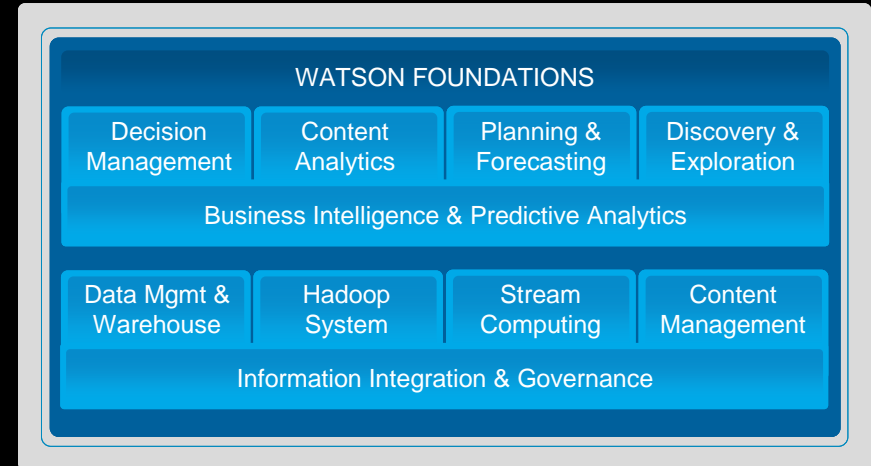 WATSON FOUNDATIONS
Decision
Management
Content
Analytics
Planning &
Forecasting
Discovery &
Exploration
Business Intelligence & Predictive Analytics
Data Mgmt &
Warehouse
Hadoop
System
Stream
Computing
Content
Management
Information Integration & Governance